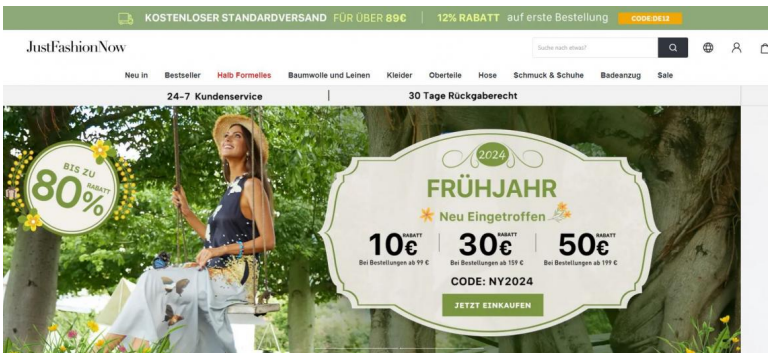 KOSTENLOSER STANDARDVERSAND FÜR ÜBER 89€ | 12% RABATT auf erste Bestellung CODE:DE12
JustFashionNow
Suche nach etwas?
Neu in Bestseller Halb Formelles Baumwolle und Leinen Kleider Oberteile Hose Schmuck & Schuhe Badeanzug Sale
24-7 Kundenservice | 30 Tage Rückgaberecht
BIS ZU
80%
RABATT
2024
FRÜHJAHR
Neu Eingetroffen
10€ RABATT | 30€ RABATT | 50€ RABATT
Bei Bestellungen ab 99 € Bei Bestellungen ab 159 € Bei Bestellungen ab 199 €
CODE: NY2024
JETZT EINKAUFEN